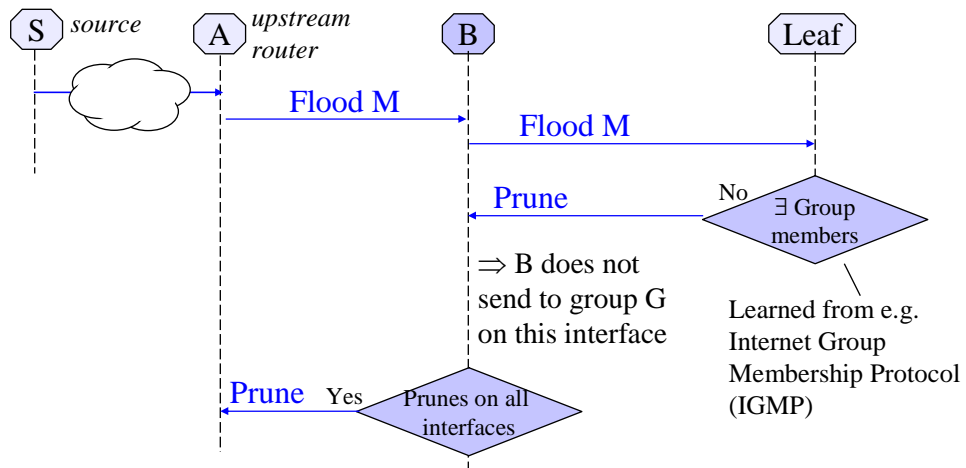 S
source
A
upstream
router
B
Leaf
Flood M
Flood M
Prune
No
∃ Group
members
⇒ B does not
send to group G
on this interface
Learned from e.g.
Internet Group
Membership Protocol
(IGMP)
Prune
Yes
Prunes on all
interfaces